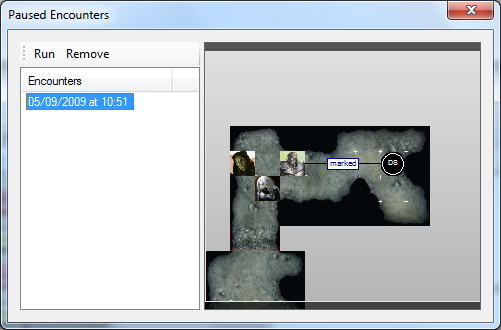 Paused Encounters
Run Remove
Encounters
05/09/2009 at 10:51
marked
DS